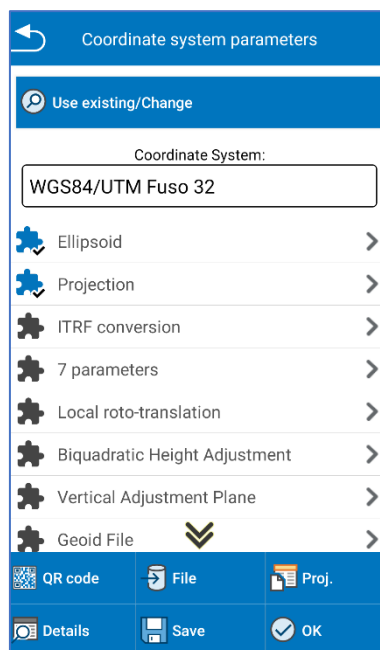 Coordinate system parameters
Use existing/Change
Coordinate System:
WGS84/UTM Fuso 32
Ellipsoid
Projection
ITRF conversion
7 parameters
Local roto-translation
Biquadratic Height Adjustment
Vertical Adjustment Plane
Geoid File
QR code
File
Proj.
Details
Save
OK